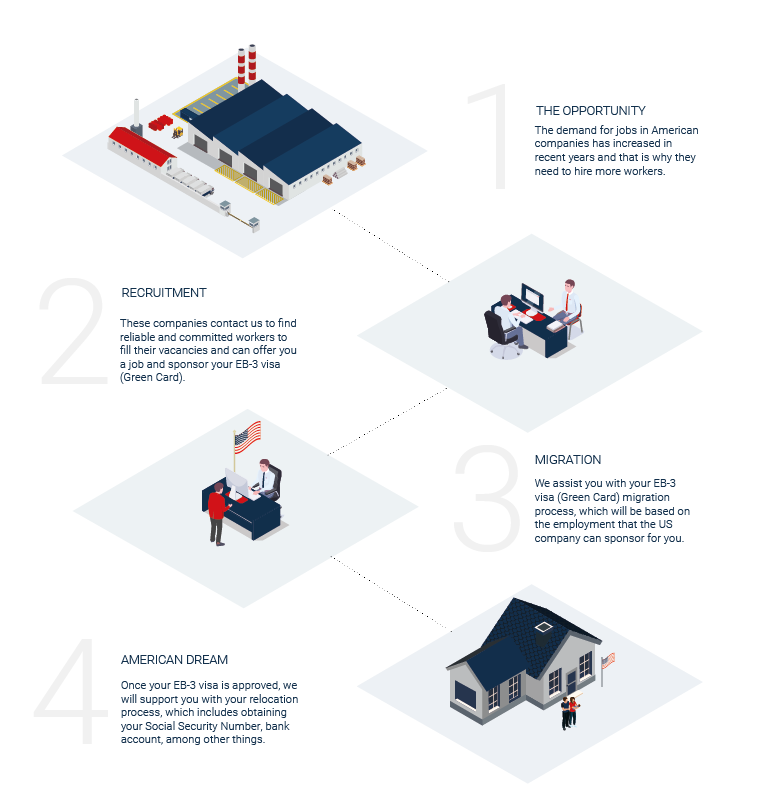 1
THE OPPORTUNITY
The demand for jobs in American
companies has increased in
recent years and that is why they
need to hire more workers.
2
RECRUITMENT
These companies contact us to find
reliable and committed workers to
fill their vacancies and can offer you
a job and sponsor your EB-3 visa
(Green Card).
3
MIGRATION
We assist you with your EB-3
visa (Green Card) migration
process, which will be based on
the employment that the US
company can sponsor for you.
4
AMERICAN DREAM
Once your EB-3 visa is approved, we
will support you with your relocation
process, which includes obtaining
your Social Security Number, bank
account, among other things.